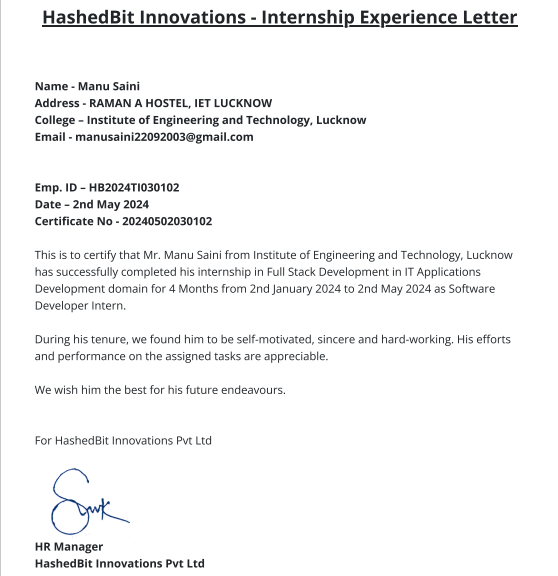 HashedBit Innovations - Internship Experience Letter
Name - Manu Saini
Address - RAMAN A HOSTEL, IET LUCKNOW
College – Institute of Engineering and Technology, Lucknow
Email - manusaini22092003@gmail.com
Emp. ID – HB2024TI030102
Date – 2nd May 2024
Certificate No - 20240502030102
This is to certify that Mr. Manu Saini from Institute of Engineering and Technology, Lucknow
has successfully completed his internship in Full Stack Development in IT Applications
Development domain for 4 Months from 2nd January 2024 to 2nd May 2024 as Software
Developer Intern.
During his tenure, we found him to be self-motivated, sincere and hard-working. His efforts
and performance on the assigned tasks are appreciable.
We wish him the best for his future endeavours.
For HashedBit Innovations Pvt Ltd
HR Manager
HashedBit Innovations Pvt Ltd